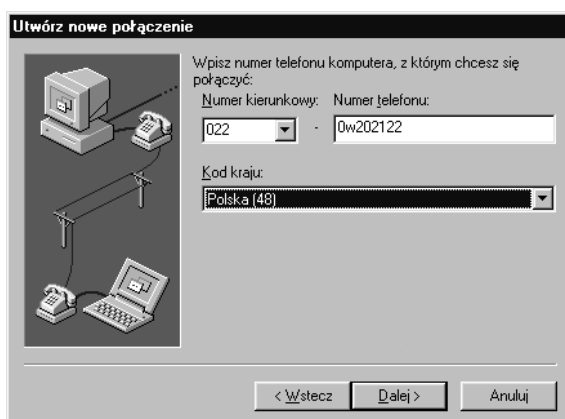 Utwórz nowe połączenie
Wpisz numer telefonu komputera, z którym chcesz się
połączyć:
Numer kierunkowy: Numer telefonu:
022 - 0w202122
Kod kraju:
Polska (48)
< Wstecz Dalej > Anuluj